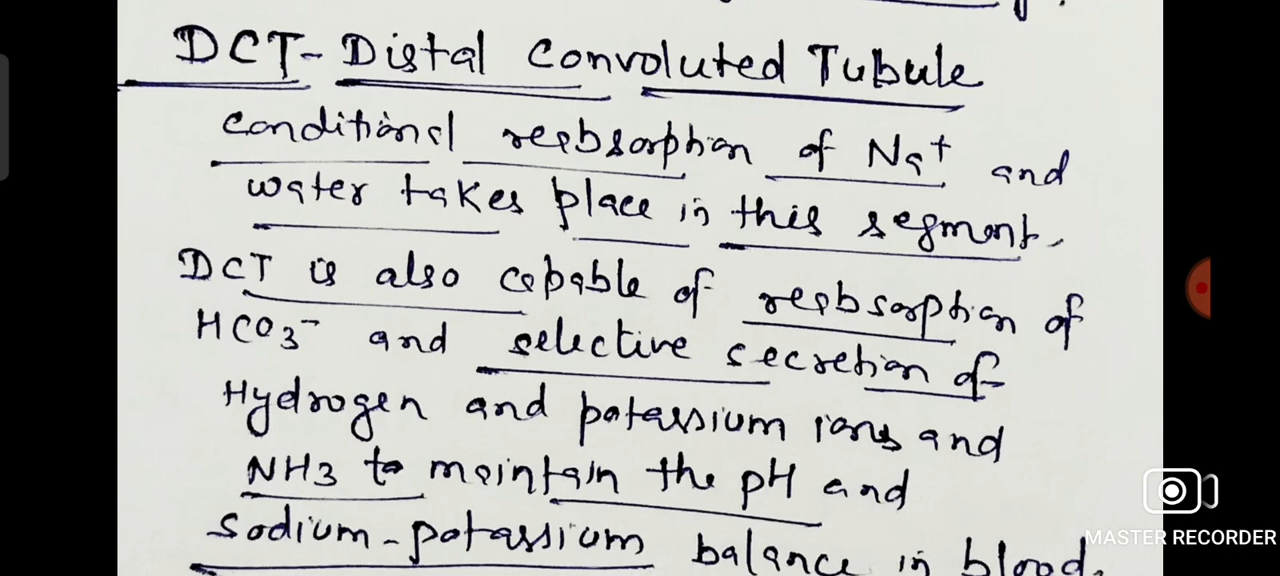 DCT- Distal Convoluted Tubule
conditional reabsorption of Na+ and
water takes place in this segment.
DCT is also capable of reabsorption of
HCO3- and selective secretion of
Hydrogen and potassium ions and
NH3 to maintain the pH and
sodium-potassium balance in blood.
MASTER RECORDER